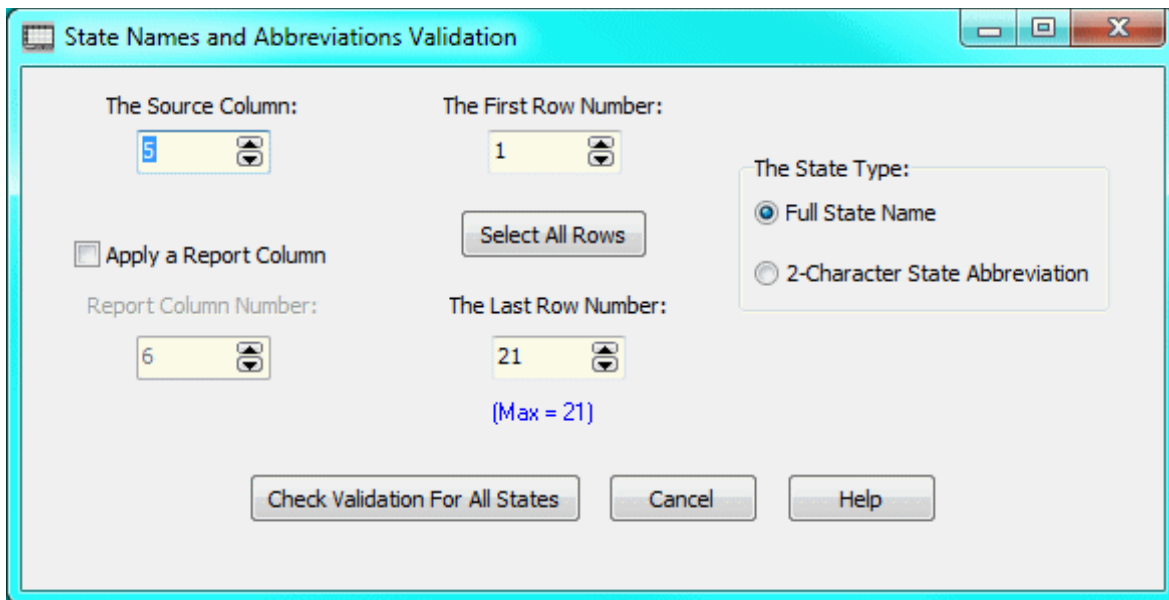 State Names and Abbreviations Validation
The Source Column:
5
The First Row Number:
1
The State Type:
Full State Name
2-Character State Abbreviation
Select All Rows
Apply a Report Column
Report Column Number:
6
The Last Row Number:
21
(Max = 21)
Check Validation For All States
Cancel
Help